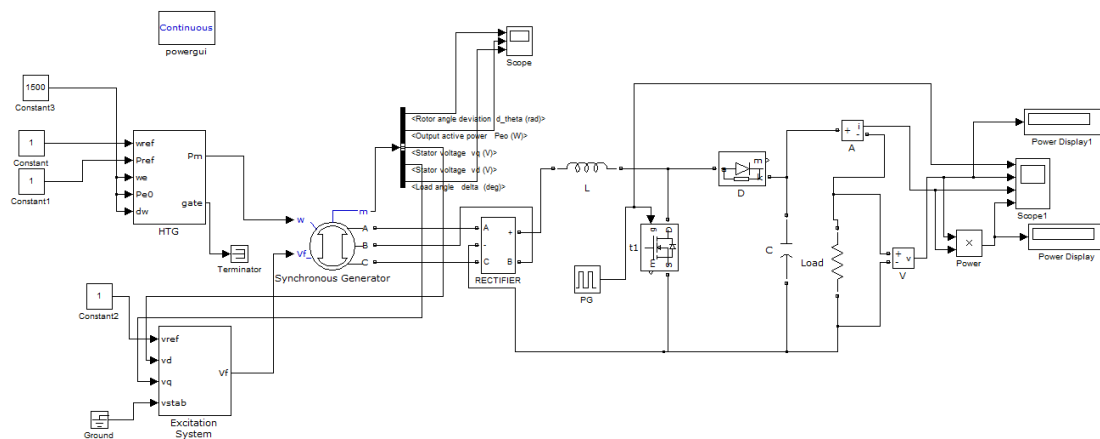 Continuous
powergui
Scope
1500
Constant3
<Rotor angle deviation d_theta (rad)>
<Output active power Peo (W)>
<Stator voltage vq (V)>
<Stator voltage vd (V)>
<Load angle delta (deg)>
1
Constant
1
Constant1
wref
Pref
we
Pe0
dw
Pm
gate
HTG
Terminator
w
Vf_
m
A
B
C
Synchronous Generator
A
-
C
+
B
RECTIFIER
L
g
D
E
S
t1
PG
m
k
D
C
Load
+
-
i
A
+
-
v
V
Power Display1
Scope1
×
Power
Power Display
1
Constant2
vref
vd
vq
vstab
Vf
Excitation
System
Ground